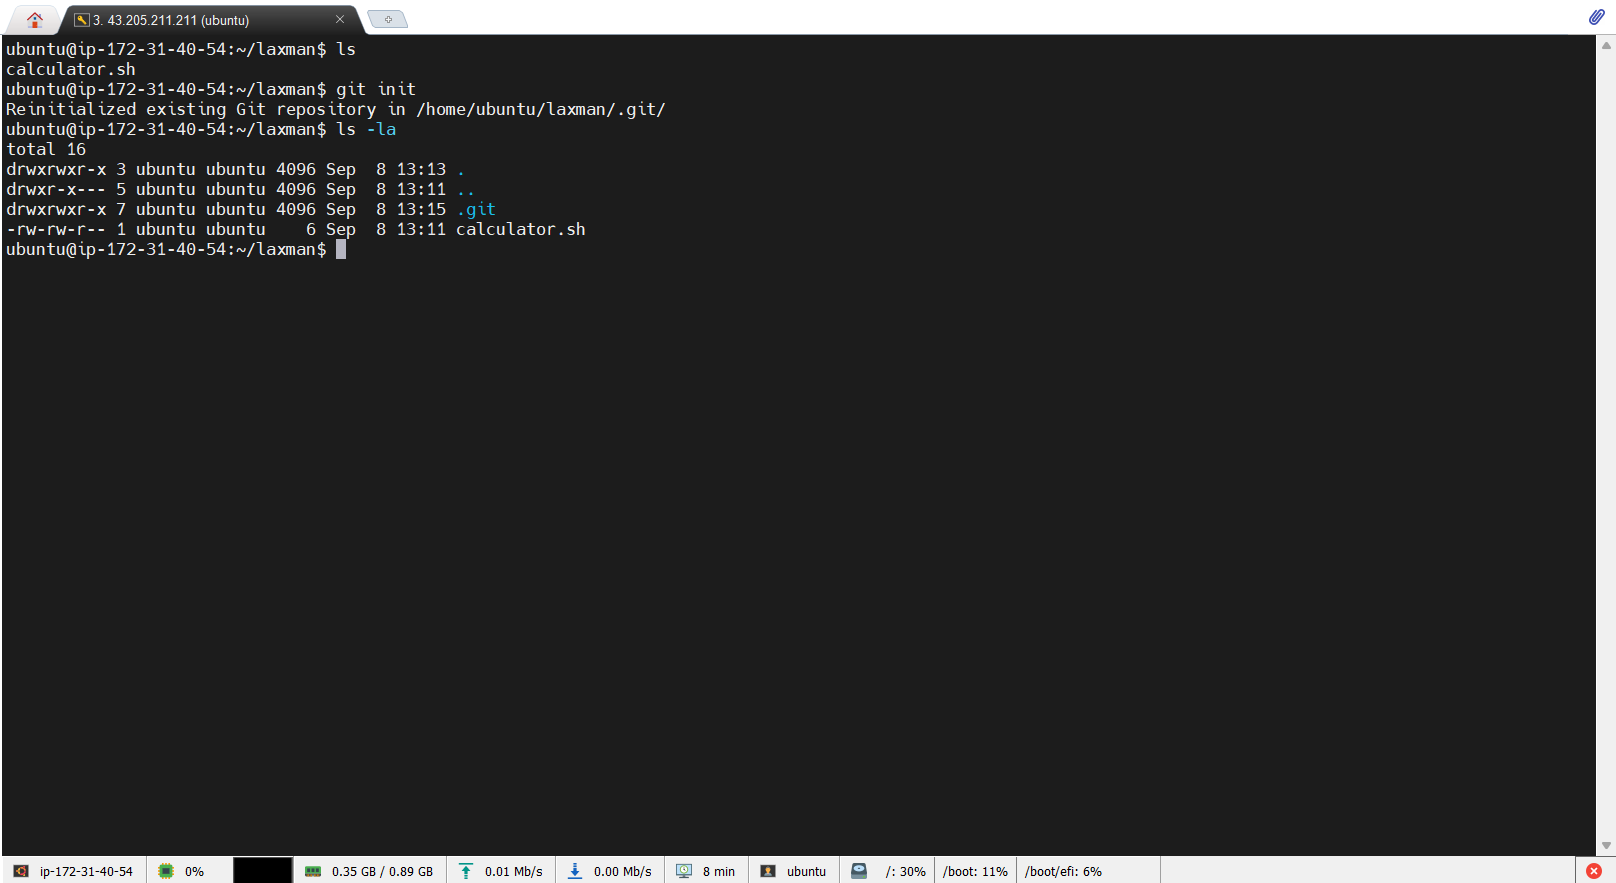 3. 43.205.211.211 (ubuntu)
ubuntu@ip-172-31-40-54:~/laxman$ ls
calculator.sh
ubuntu@ip-172-31-40-54:~/laxman$ git init
Reinitialized existing Git repository in /home/ubuntu/laxman/.git/
ubuntu@ip-172-31-40-54:~/laxman$ ls -la
total 16
drwxrwxr-x 3 ubuntu ubuntu 4096 Sep  8 13:13 .
drwxr-x--- 5 ubuntu ubuntu 4096 Sep  8 13:11 ..
drwxrwxr-x 7 ubuntu ubuntu 4096 Sep  8 13:15 .git
-rw-rw-r-- 1 ubuntu ubuntu    6 Sep  8 13:11 calculator.sh
ubuntu@ip-172-31-40-54:~/laxman$
ip-172-31-40-54 0% 0.35 GB / 0.89 GB 0.01 Mb/s 0.00 Mb/s 8 min ubuntu /: 30% /boot: 11% /boot/efi: 6%